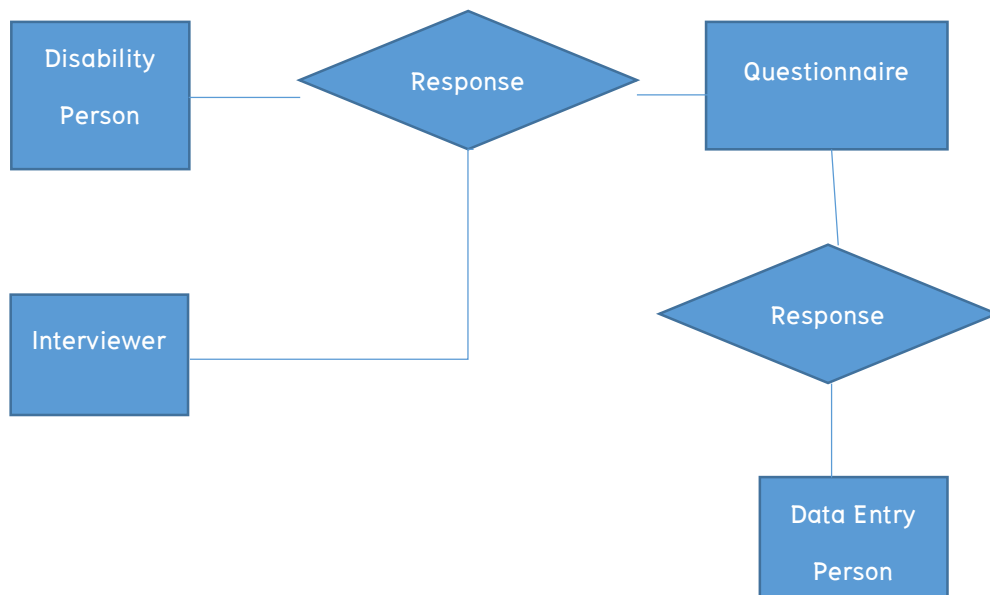 Disability
Person
Response
Questionnaire
Interviewer
Response
Data Entry
Person